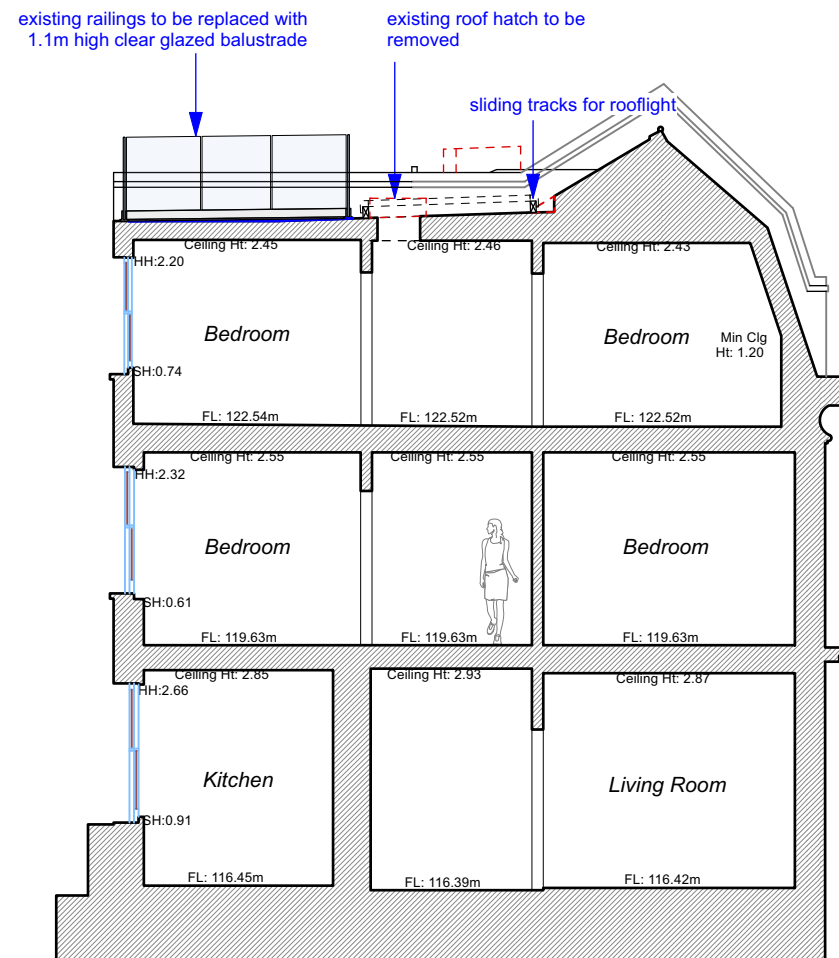 existing railings to be replaced with
1.1m high clear glazed balustrade
existing roof hatch to be
removed
sliding tracks for rooflight
Ceiling Ht: 2.45
Ceiling Ht: 2.46
Ceiling Ht: 2.43
HH:2.20
Bedroom
Bedroom
Min Clg
Ht: 1.20
SH:0.74
FL: 122.54m
FL: 122.52m
FL: 122.52m
Ceiling Ht: 2.55
Ceiling Ht: 2.55
Ceiling Ht: 2.55
HH:2.32
Bedroom
Bedroom
SH:0.61
FL: 119.63m
FL: 119.63m
FL: 119.63m
Ceiling Ht: 2.85
Ceiling Ht: 2.93
Ceiling Ht: 2.87
HH:2.66
Kitchen
Living Room
SH:0.91
FL: 116.45m
FL: 116.39m
FL: 116.42m